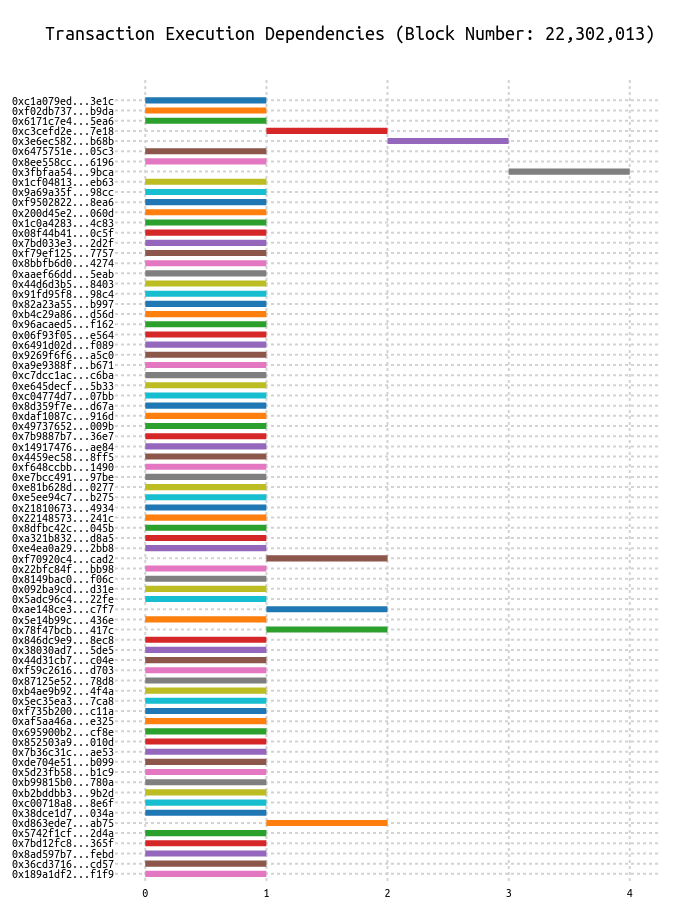 Transaction Execution Dependencies (Block Number: 22,302,013)
0xc1a079ed...3e1c
0xf02db737...b9da
0x6171c7e4...5ea6
0xc3cefd2e...7e18
0x3e6ec582...b68b
0x6475751e...05c3
0x8ee558cc...6196
0x3fbfaa54...9bca
0x1cf04813...eb63
0x9a69a35f...98cc
0xf9502822...8ea6
0x200d45e2...060d
0x1c0a4283...4c83
0x08f44b41...0c5f
0x7bd033e3...2d2f
0xf79ef125...7757
0x8bbfb6d0...4274
0xaaef66dd...5eab
0x44d6d3b5...8403
0x91fd95f8...98c4
0x82a23a55...b997
0xb4c29a86...d56d
0x96acaed5...f162
0x06f93f05...e564
0x6491d02d...f089
0x9269f6f6...a5c0
0xa9e9388f...b671
0xc7dcc1ac...c6ba
0xe645decf...5b33
0xc04774d7...07bb
0x8d359f7e...d67a
0xdaf1087c...916d
0x49737652...009b
0x7b9887b7...36e7
0x14917476...ae84
0x4459ec58...8ff5
0xf648ccbb...1490
0xe7bcc491...97be
0xe81b628d...0277
0xe5ee94c7...b275
0x21810673...4934
0x22148573...241c
0x8dfbc42c...045b
0xa321b832...d8a5
0xe4ea0a29...2bb8
0xf70920c4...cad2
0x22bfc84f...bb98
0x8149bac0...f06c
0x092ba9cd...d31e
0x5adc96c4...22fe
0xae148ce3...c7f7
0x5e14b99c...436e
0x78f47bcb...417c
0x846dc9e9...8ec8
0x38030ad7...5de5
0x44d31cb7...c04e
0xf59c2616...d703
0x87125e52...78d8
0xb4ae9b92...4f4a
0x5ec35ea3...7ca8
0xf735b200...c11a
0xaf5aa46a...e325
0x695900b2...cf8e
0x852503a9...010d
0x7b36c31c...ae53
0xde704e51...b099
0x5d23fb58...b1c9
0xb99815b0...780a
0xb2bddbb3...9b2d
0xc00718a8...8e6f
0x38dce1d7...034a
0xd863ede7...ab75
0x5742f1cf...2d4a
0x7bd12fc8...365f
0x8ad597b7...febd
0x36cd3716...cd57
0x189a1df2...f1f9
0 1 2 3 4